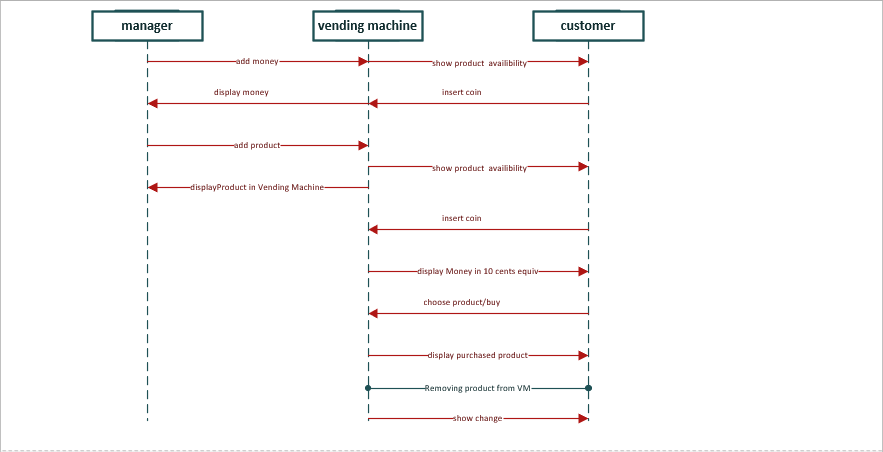 manager
vending machine
customer
add money
show product availibility
display money
insert coin
add product
show product availibility
displayProduct in Vending Machine
insert coin
display Money in 10 cents equiv
choose product/buy
display purchased product
Removing product from VM
show change